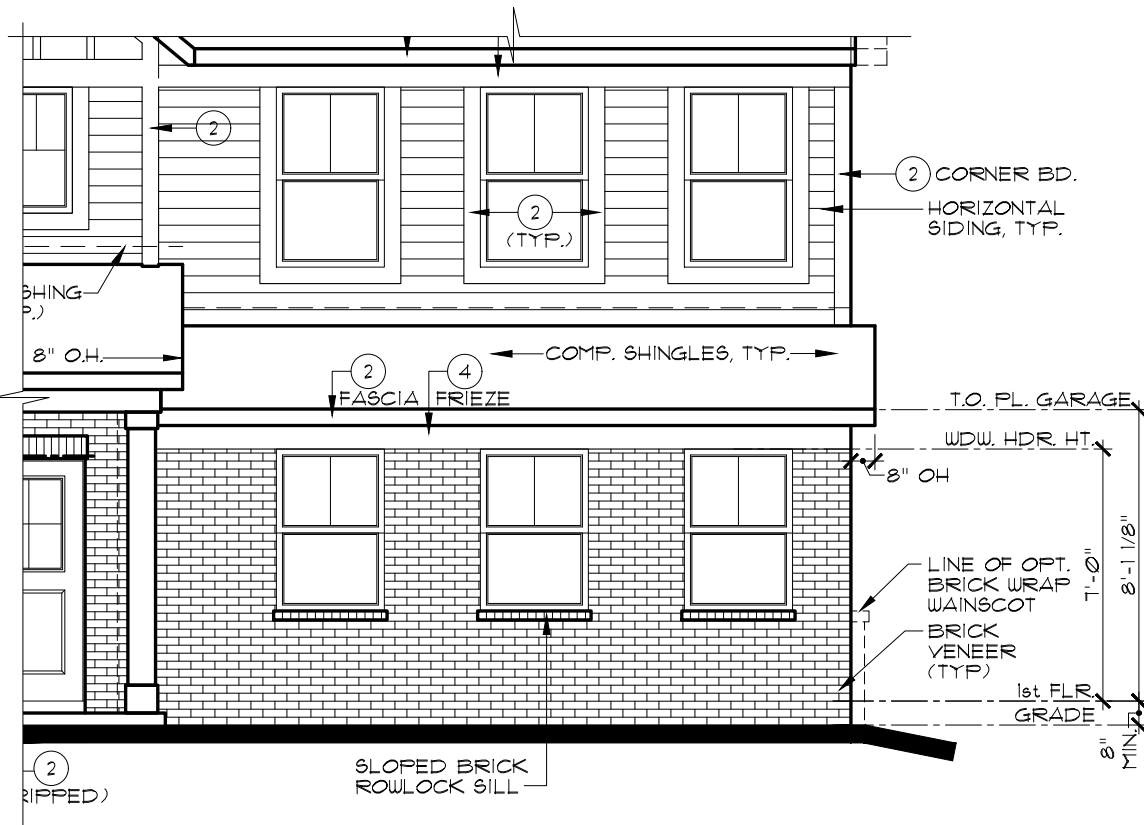 2
2 CORNER BD.
HORIZONTAL
SIDING, TYP.
2
(TYP.)
SHING
P.)
8" O.H.
COMP. SHINGLES, TYP.
2
4
FASCIA
FRIEZE
T.O. PL. GARAGE
WDW. HDR. HT.
8" OH
7'-0"
8'-1 1/8"
LINE OF OPT.
BRICK WRAP
WAINSCOT
BRICK
VENEER
(TYP)
1st FLR.
GRADE
8"
MIN.
2
RIPPED)
SLOPED BRICK
ROWLOCK SILL